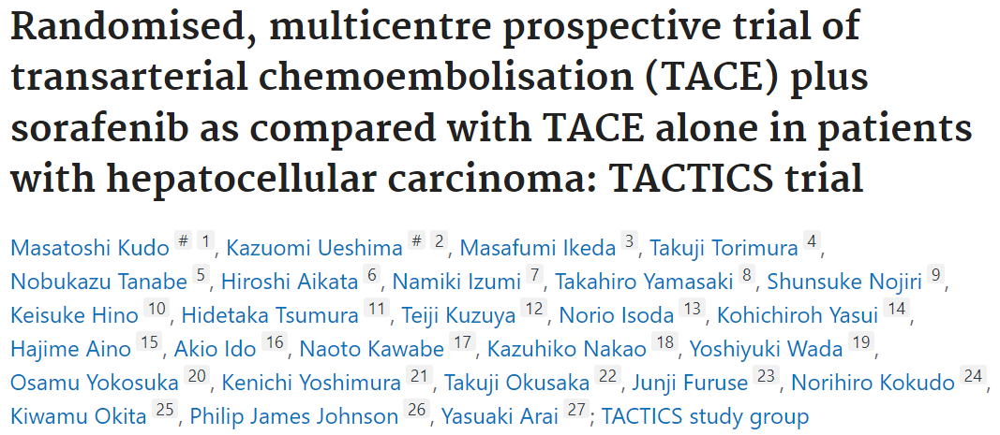 Randomised, multicentre prospective trial of
transarterial chemoembolisation (TACE) plus
sorafenib as compared with TACE alone in patients
with hepatocellular carcinoma: TACTICS trial
Masatoshi Kudo # 1, Kazuomi Ueshima # 2, Masafumi Ikeda 3, Takuji Torimura 4,
Nobukazu Tanabe 5, Hiroshi Aikata 6, Namiki Izumi 7, Takahiro Yamasaki 8, Shunsuke Nojiri 9,
Keisuke Hino 10, Hidetaka Tsumura 11, Teiji Kuzuya 12, Norio Isoda 13, Kohichiroh Yasui 14,
Hajime Aino 15, Akio Ido 16, Naoto Kawabe 17, Kazuhiko Nakao 18, Yoshiyuki Wada 19,
Osamu Yokosuka 20, Kenichi Yoshimura 21, Takuji Okusaka 22, Junji Furuse 23, Norihiro Kokudo 24,
Kiwamu Okita 25, Philip James Johnson 26, Yasuaki Arai 27; TACTICS study group